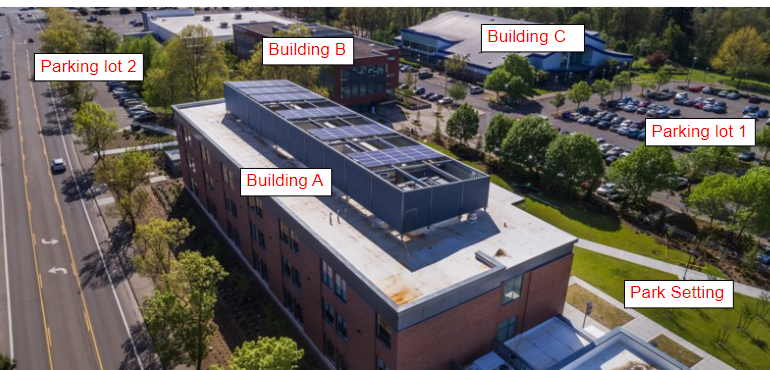 Building B
Building C
Parking lot 2
Parking lot 1
Building A
Park Setting